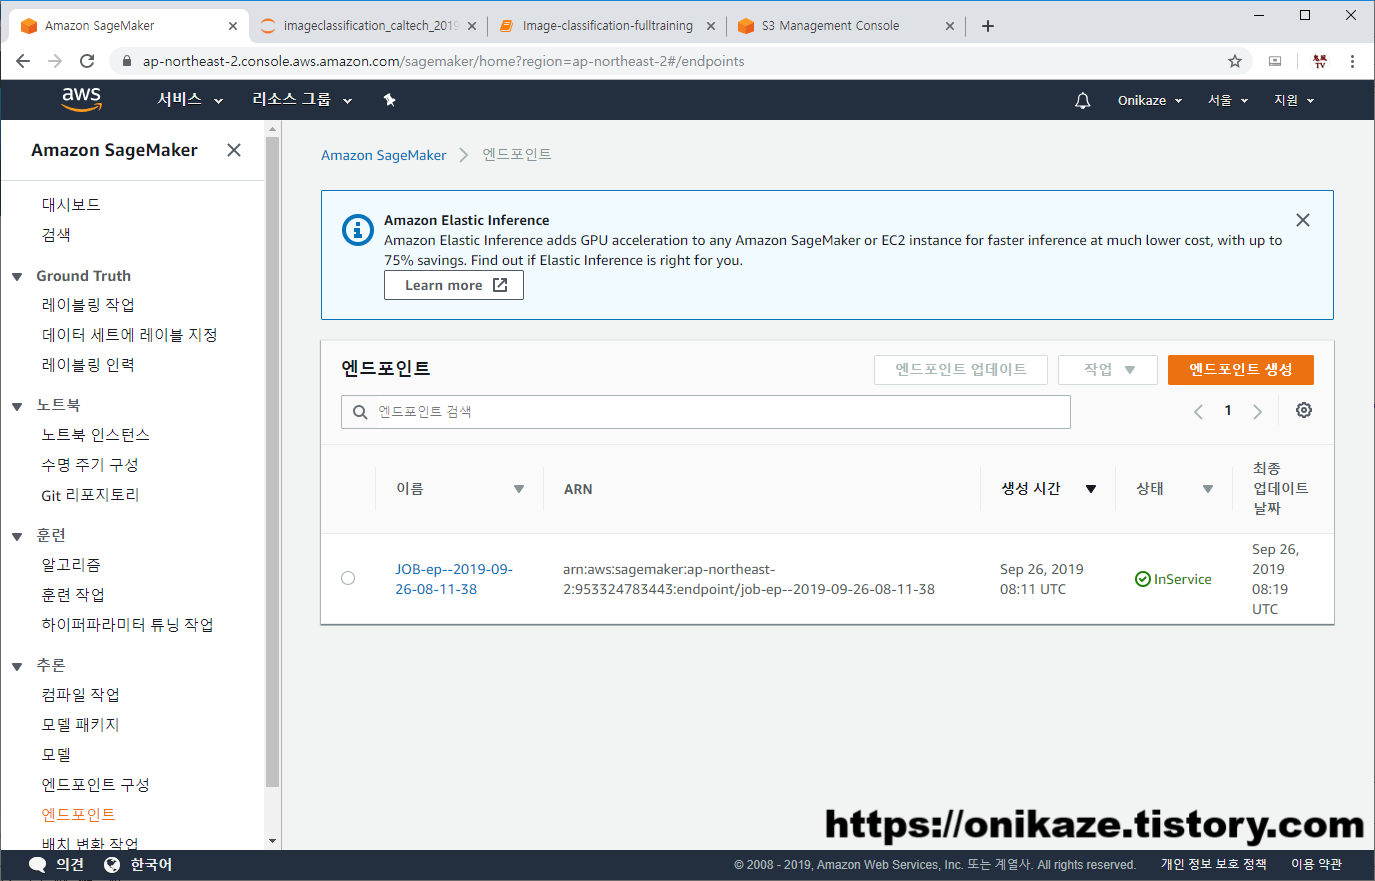 Amazon SageMaker
imageclassification_caltech_2019
Image-classification-fulltraining
S3 Management Console
ap-northeast-2.console.aws.amazon.com/sagemaker/home?region=ap-northeast-2#/endpoints
aws
서비스
리소스 그룹
Onikaze
서울
지원
Amazon SageMaker
대시보드
검색
Ground Truth
레이블링 작업
데이터 세트에 레이블 지정
레이블링 인력
노트북
노트북 인스턴스
수명 주기 구성
Git 리포지토리
훈련
알고리즘
훈련 작업
하이퍼파라미터 튜닝 작업
추론
컴파일 작업
모델 패키지
모델
엔드포인트 구성
엔드포인트
배치 변환 작업
Amazon SageMaker
엔드포인트
Amazon Elastic Inference
Amazon Elastic Inference adds GPU acceleration to any Amazon SageMaker or EC2 instance for faster inference at much lower cost, with up to
75% savings. Find out if Elastic Inference is right for you.
Learn more
엔드포인트
엔드포인트 업데이트
작업
엔드포인트 생성
엔드포인트 검색
1
이름
ARN
생성 시간
상태
최종
업데이트
날짜
JOB-ep--2019-09-
26-08-11-38
arn:aws:sagemaker:ap-northeast-
2:953324783443:endpoint/job-ep--2019-09-26-08-11-38
Sep 26, 2019
08:11 UTC
InService
Sep 26,
2019
08:19
UTC
https://onikaze.tistory.com
의견
한국어
© 2008 - 2019, Amazon Web Services, Inc. 또는 계열사. All rights reserved.
개인 정보 보호 정책
이용 약관